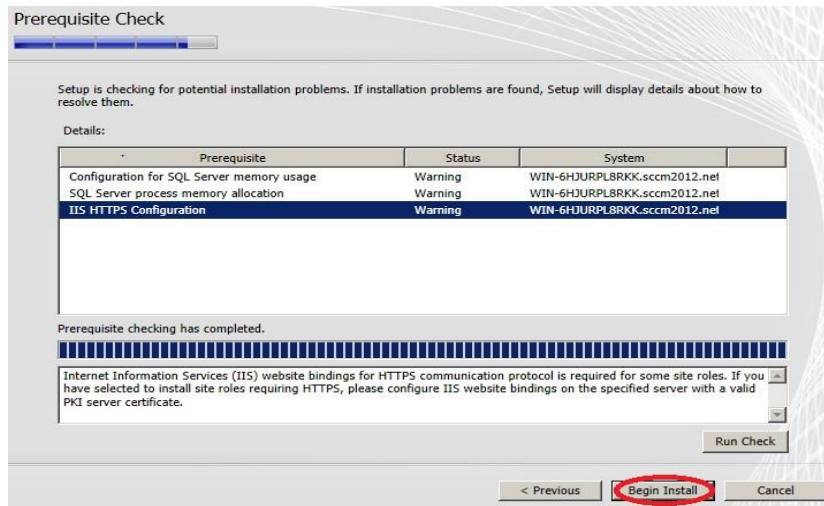 Prerequisite Check
Setup is checking for potential installation problems. If installation problems are found, Setup will display details about how to
resolve them.
Details:
Prerequisite Status System
Configuration for SQL Server memory usage Warning WIN-6HJURPL8RKK.sccm2012.net
SQL Server process memory allocation Warning WIN-6HJURPL8RKK.sccm2012.net
IIS HTTPS Configuration Warning WIN-6HJURPL8RKK.sccm2012.net
Prerequisite checking has completed.
Internet Information Services (IIS) website bindings for HTTPS communication protocol is required for some site roles. If you
have selected to install site roles requiring HTTPS, please configure IIS website bindings on the specified server with a valid
PKI server certificate.
Run Check
< Previous Begin Install Cancel